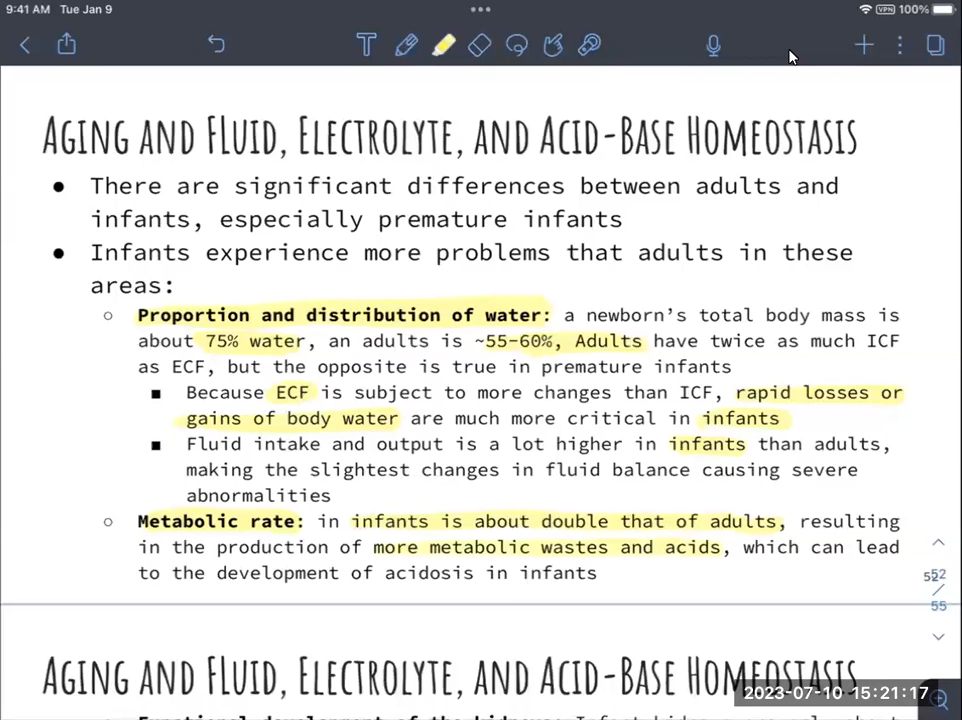 9:41 AM Tue Jan 9
VPN 100%
Aging and Fluid, Electrolyte, and Acid-Base Homeostasis
● There are significant differences between adults and
infants, especially premature infants
● Infants experience more problems that adults in these
areas:
○ Proportion and distribution of water: a newborn's total body mass is
about 75% water, an adults is ~55-60%, Adults have twice as much ICF
as ECF, but the opposite is true in premature infants
■ Because ECF is subject to more changes than ICF, rapid losses or
gains of body water are much more critical in infants
■ Fluid intake and output is a lot higher in infants than adults,
making the slightest changes in fluid balance causing severe
abnormalities
○ Metabolic rate: in infants is about double that of adults, resulting
in the production of more metabolic wastes and acids, which can lead
to the development of acidosis in infants
52
52
/
55
Aging and Fluid, Electrolyte, and Acid-Base Homeostasis
2023-07-10 15:21:17